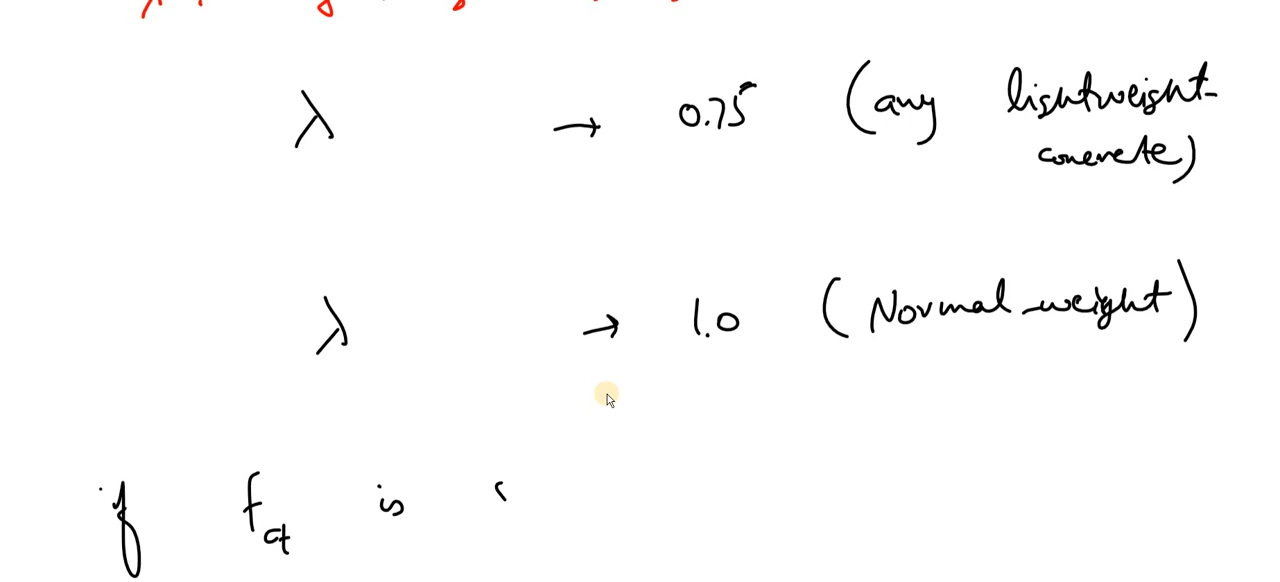 λ → 0.75 (any lightweight
concrete)
λ → 1.0 (Normal-weight)
if fct is